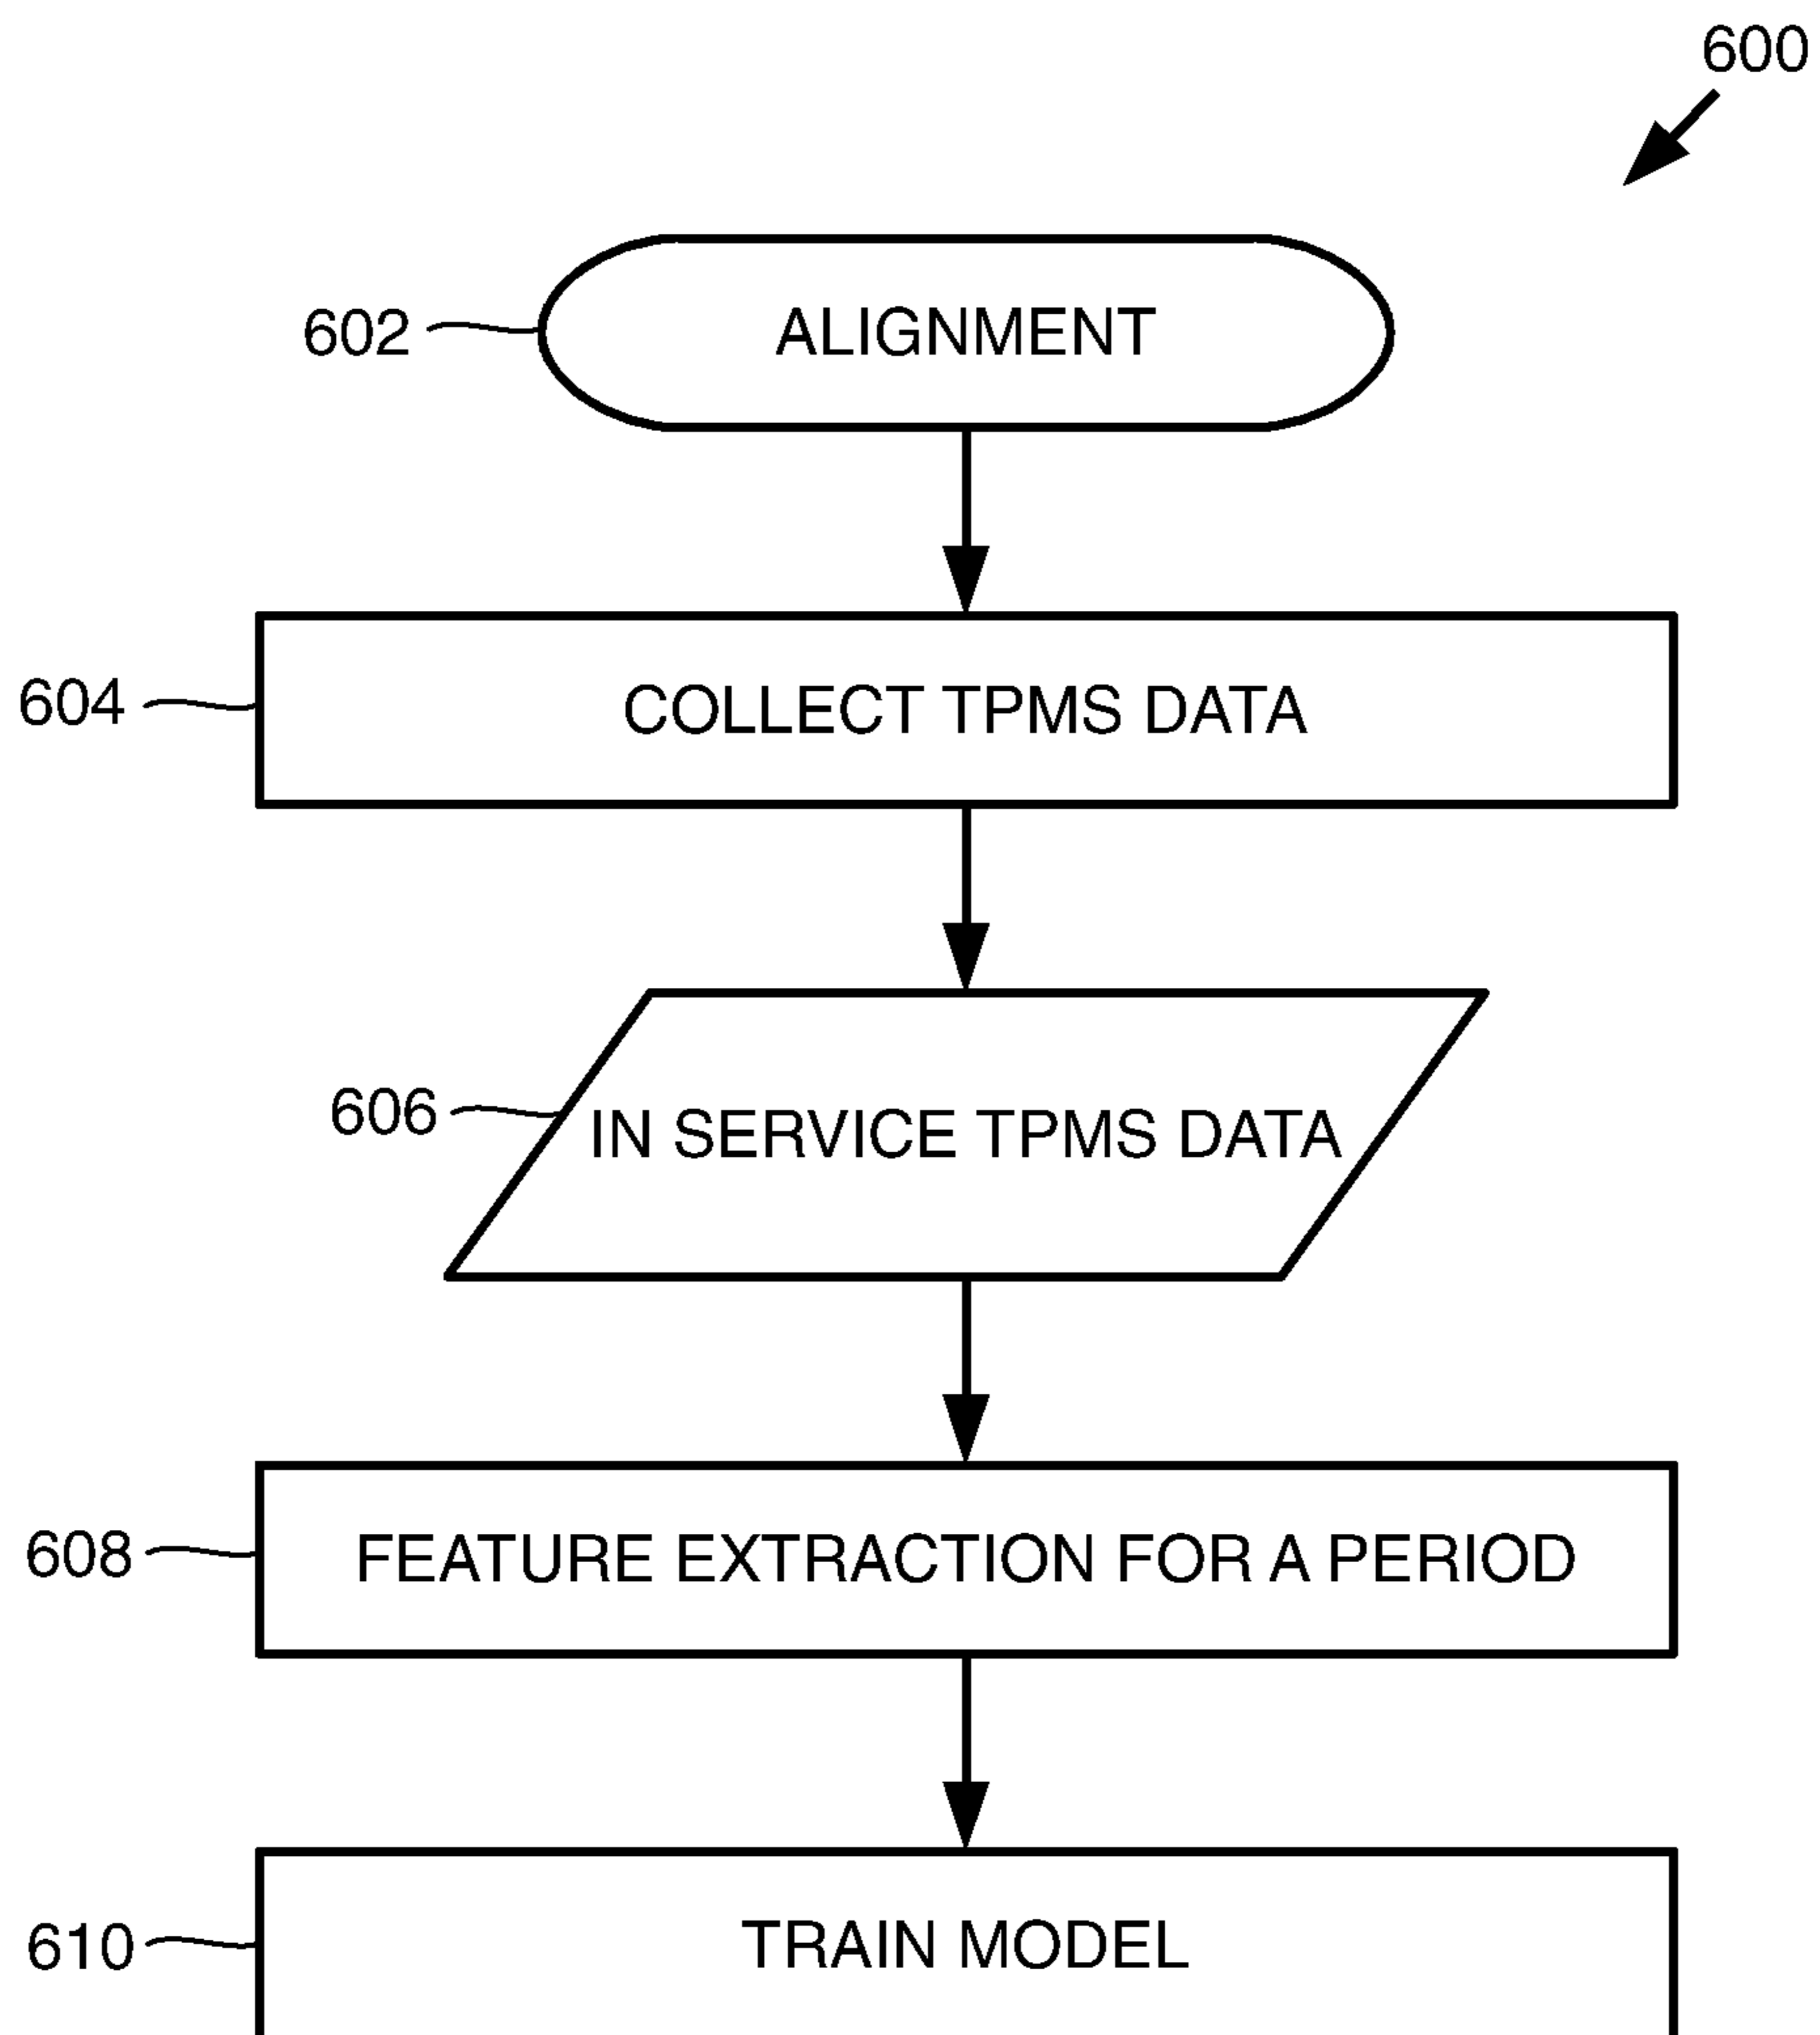 600
602
ALIGNMENT
604
COLLECT TPMS DATA
606
IN SERVICE TPMS DATA
608
FEATURE EXTRACTION FOR A PERIOD
610
TRAIN MODEL